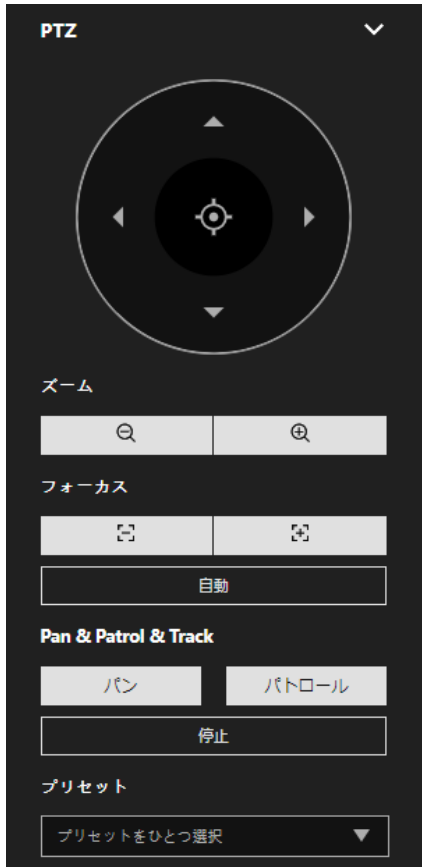 PTZ
ズーム
フォーカス
自動
Pan & Patrol & Track
パン
パトロール
停止
プリセット
プリセットをひとつ選択